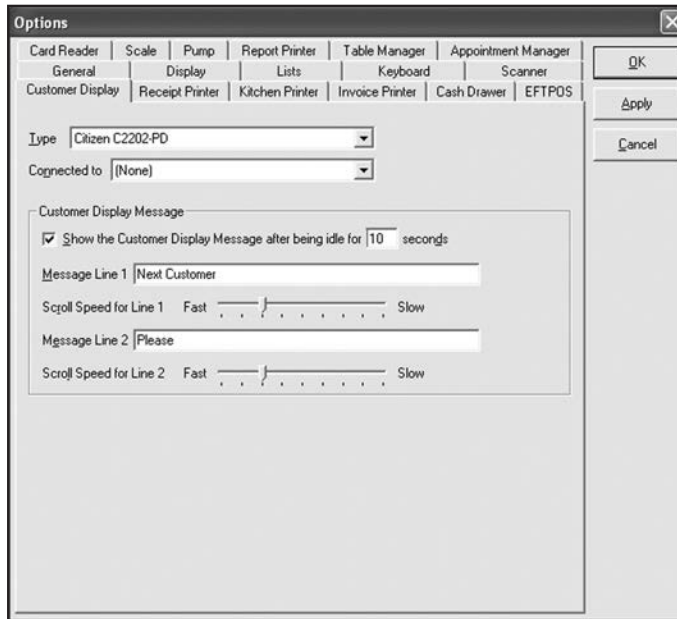 Options
Card Reader Scale Pump Report Printer Table Manager Appointment Manager
General Display Lists Keyboard Scanner
Customer Display Receipt Printer Kitchen Printer Invoice Printer Cash Drawer EFTPOS
OK
Apply
Cancel
Type Citizen C2202-PD
Connected to (None)
Customer Display Message
Show the Customer Display Message after being idle for 10 seconds
Message Line 1 Next Customer
Scroll Speed for Line 1 Fast Slow
Message Line 2 Please
Scroll Speed for Line 2 Fast Slow